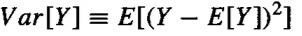 Var[Y] ≡ E[(Y − E[Y])²]